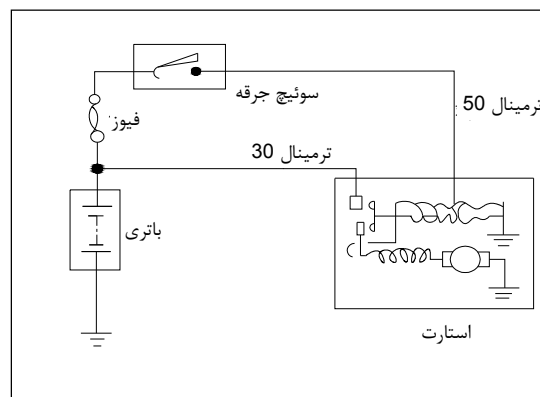 سوئیچ جرقه
ترمینال 50
فیوز
ترمینال 30
باتری
استارت